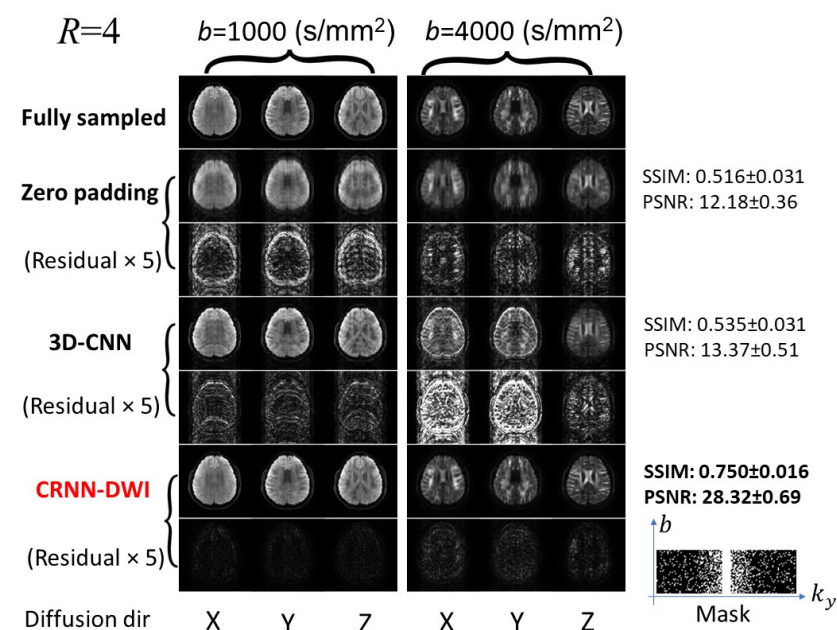 R=4
b=1000 (s/mm²) b=4000 (s/mm²)
Fully sampled
Zero padding
SSIM: 0.516±0.031
PSNR: 12.18±0.36
(Residual × 5)
3D-CNN
SSIM: 0.535±0.031
PSNR: 13.37±0.51
(Residual × 5)
CRNN-DWI
SSIM: 0.750±0.016
PSNR: 28.32±0.69
(Residual × 5)
b
k_y
Mask
Diffusion dir X Y Z X Y Z